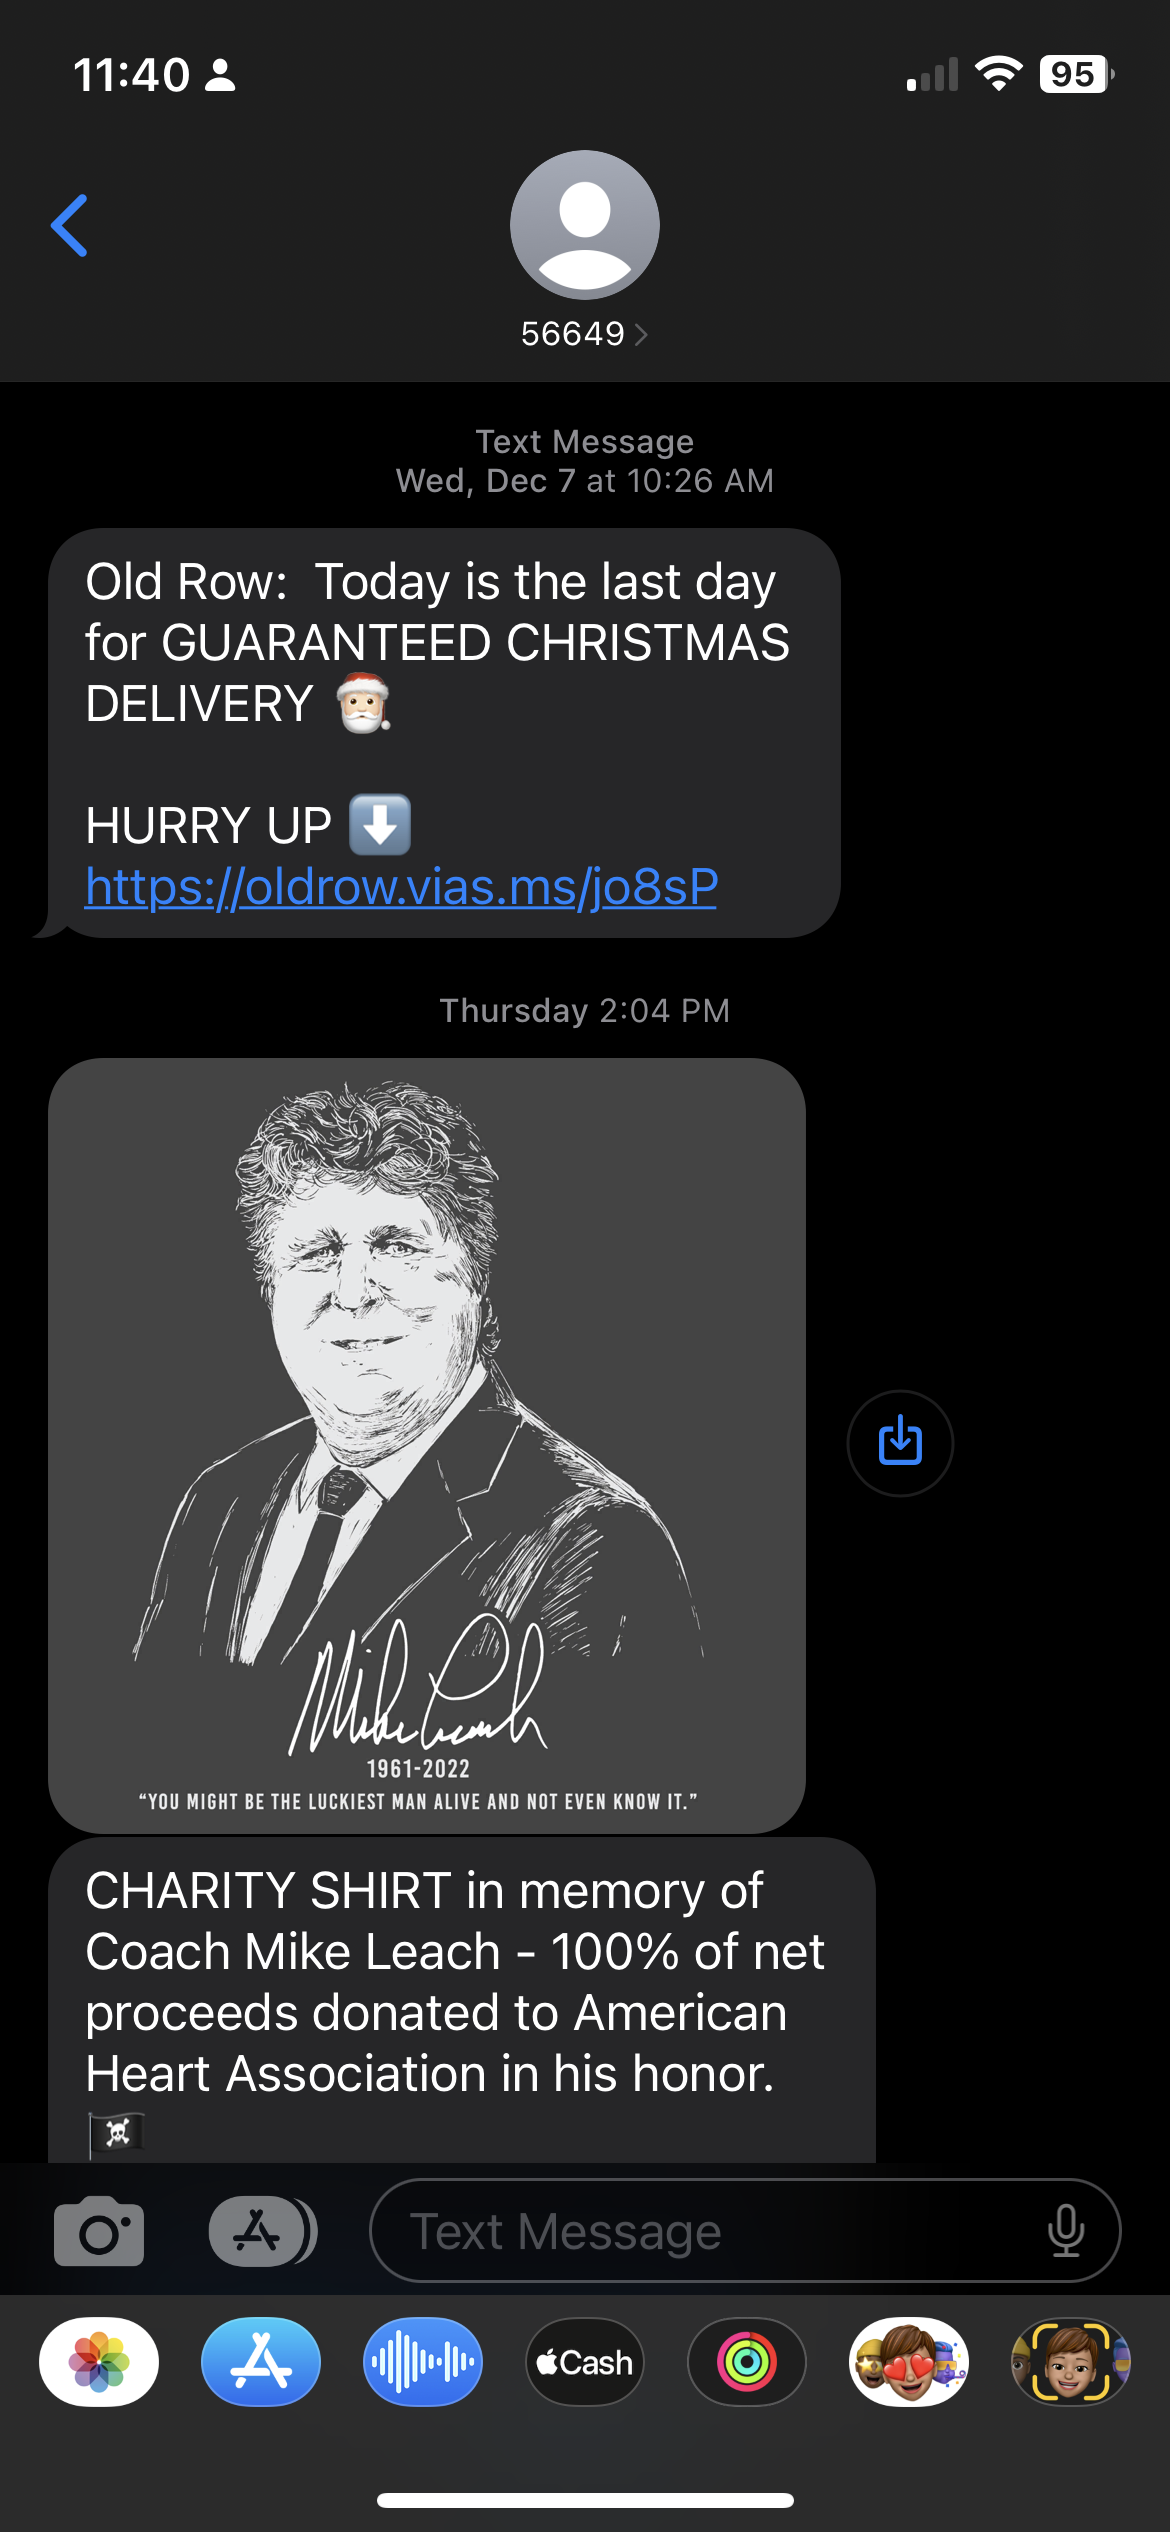 11:40
95
56649
Text Message
Wed, Dec 7 at 10:26 AM
Old Row:  Today is the last day
for GUARANTEED CHRISTMAS
DELIVERY 🎅🏻
HURRY UP ⬇️
https://oldrow.vias.ms/jo8sP
Thursday 2:04 PM
Mike Leach
1961-2022
“YOU MIGHT BE THE LUCKIEST MAN ALIVE AND NOT EVEN KNOW IT.”
CHARITY SHIRT in memory of
Coach Mike Leach - 100% of net
proceeds donated to American
Heart Association in his honor.
🏴‍☠️
Text Message
Cash